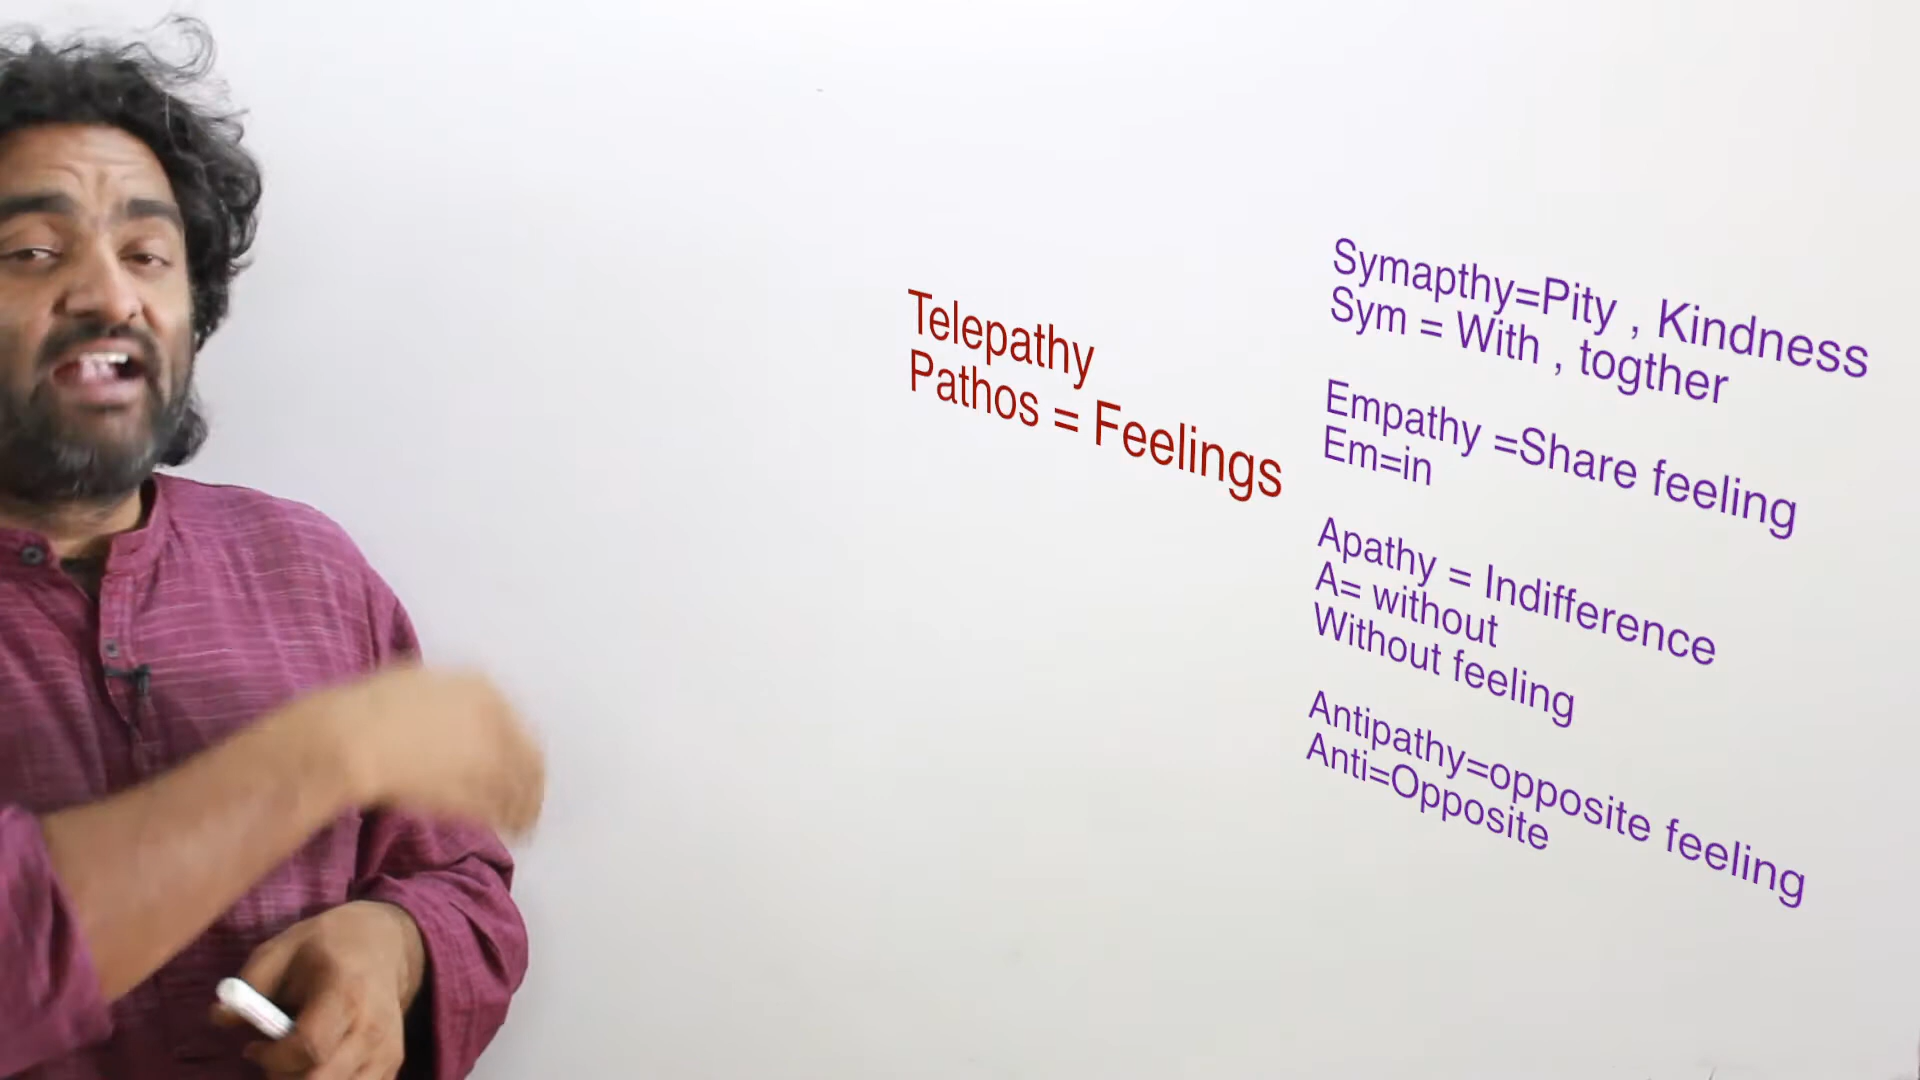 Telepathy
Pathos = Feelings
Symapthy=Pity , Kindness
Sym = With , togther
Empathy =Share feeling
Em=in
Apathy = Indifference
A= without
Without feeling
Antipathy=opposite feeling
Anti=Opposite